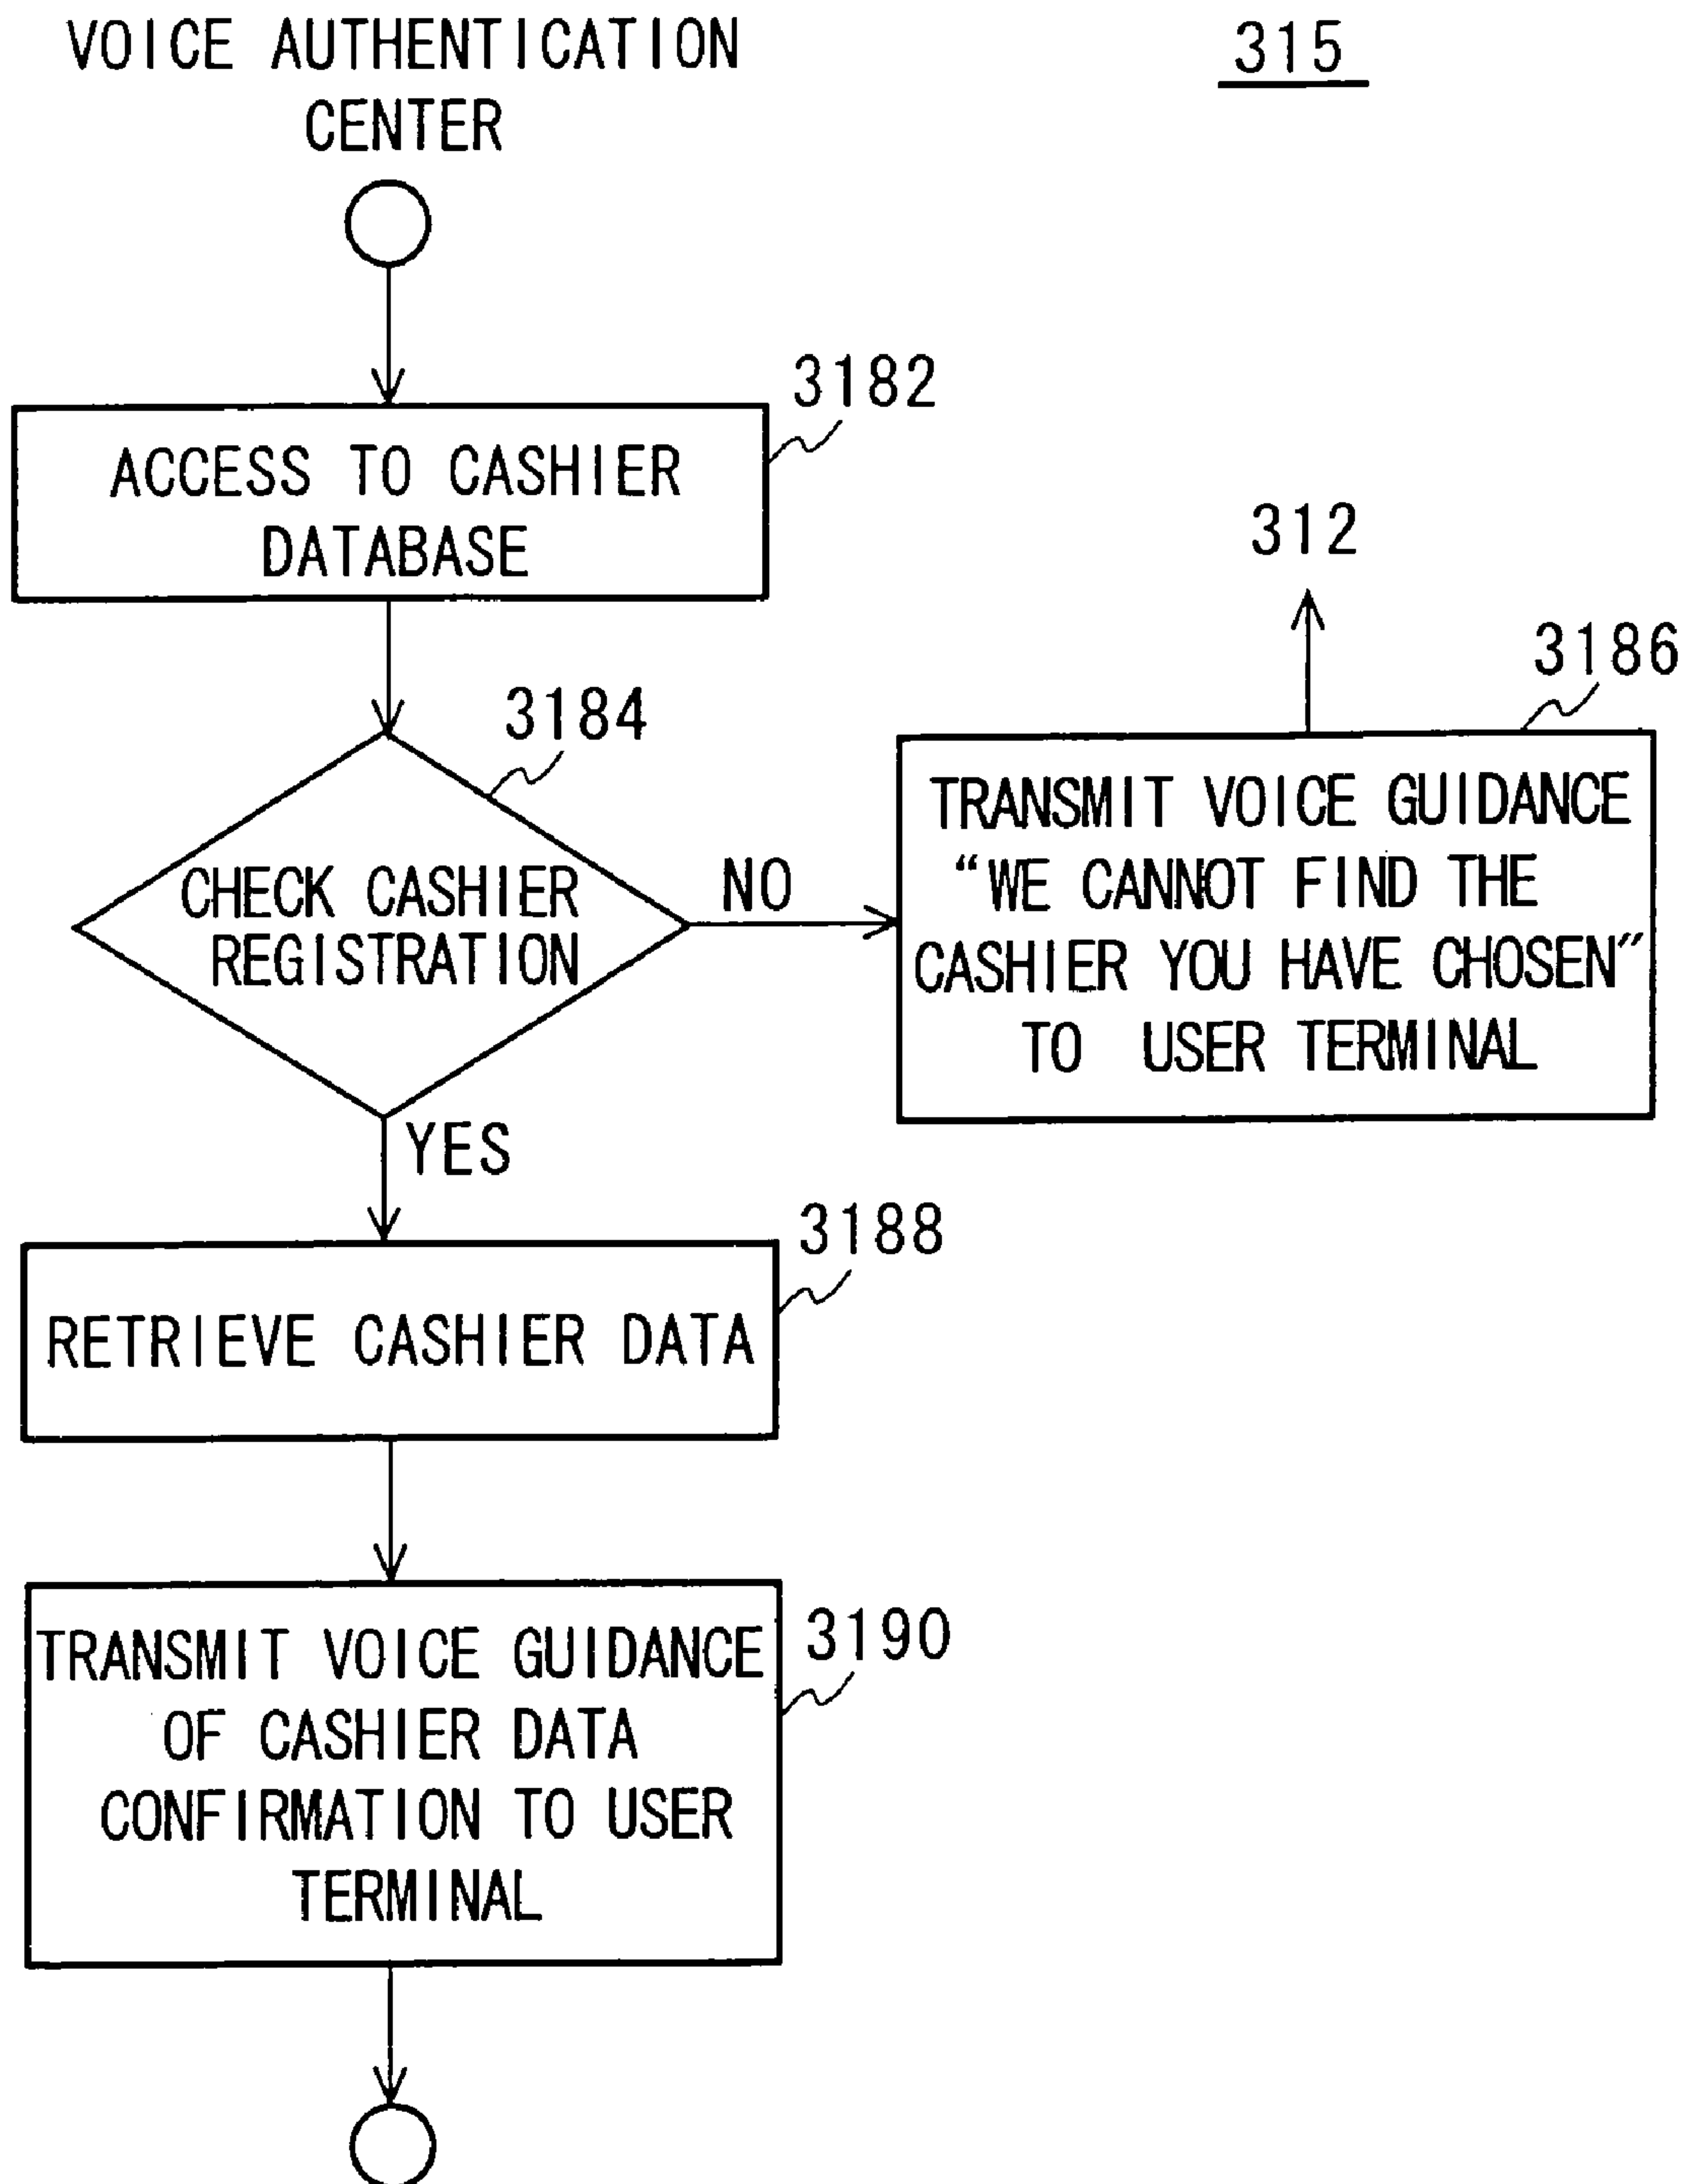 VOICE AUTHENTICATION
CENTER
315
3182
ACCESS TO CASHIER
DATABASE
312
3184
3186
CHECK CASHIER
REGISTRATION
NO
TRANSMIT VOICE GUIDANCE
“WE CANNOT FIND THE
CASHIER YOU HAVE CHOSEN”
TO USER TERMINAL
YES
3188
RETRIEVE CASHIER DATA
3190
TRANSMIT VOICE GUIDANCE
OF CASHIER DATA
CONFIRMATION TO USER
TERMINAL